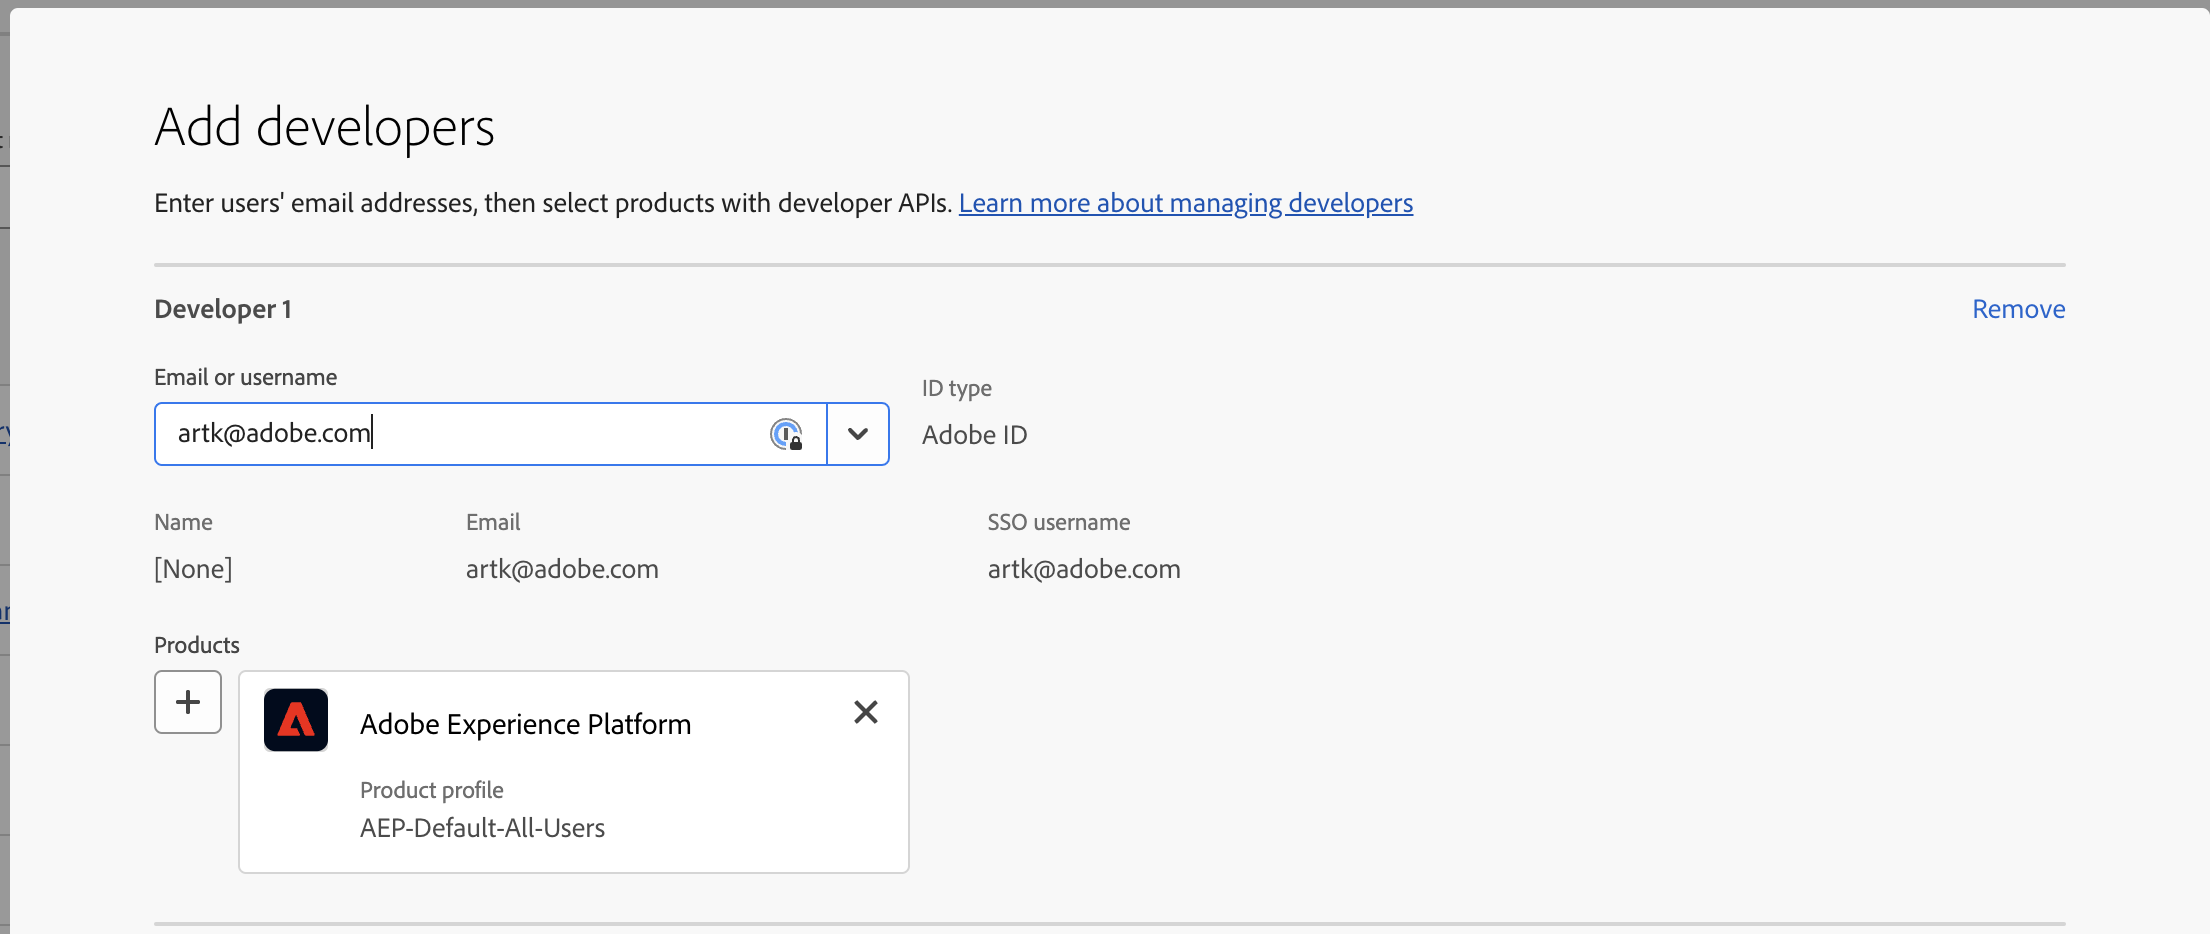 Add developers
Enter users' email addresses, then select products with developer APIs. Learn more about managing developers
Developer 1
Remove
Email or username
ID type
artk@adobe.com
Adobe ID
Name
Email
SSO username
[None]
artk@adobe.com
artk@adobe.com
Products
Adobe Experience Platform
Product profile
AEP-Default-All-Users